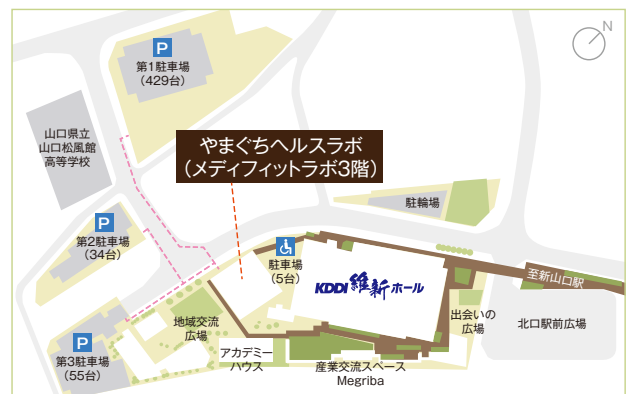 N
P
第1駐車場
(429台)
山口県立
山口松風館
高等学校
やまぐちヘルスラボ
(メディフィットラボ3階)
駐輪場
P
第2駐車場
(34台)
駐車場
(5台)
KDDI 維新ホール
至新山口駅
出会いの
広場
北口駅前広場
地域交流
広場
P
第3駐車場
(55台)
アカデミー
ハウス
産業交流スペース
Megriba